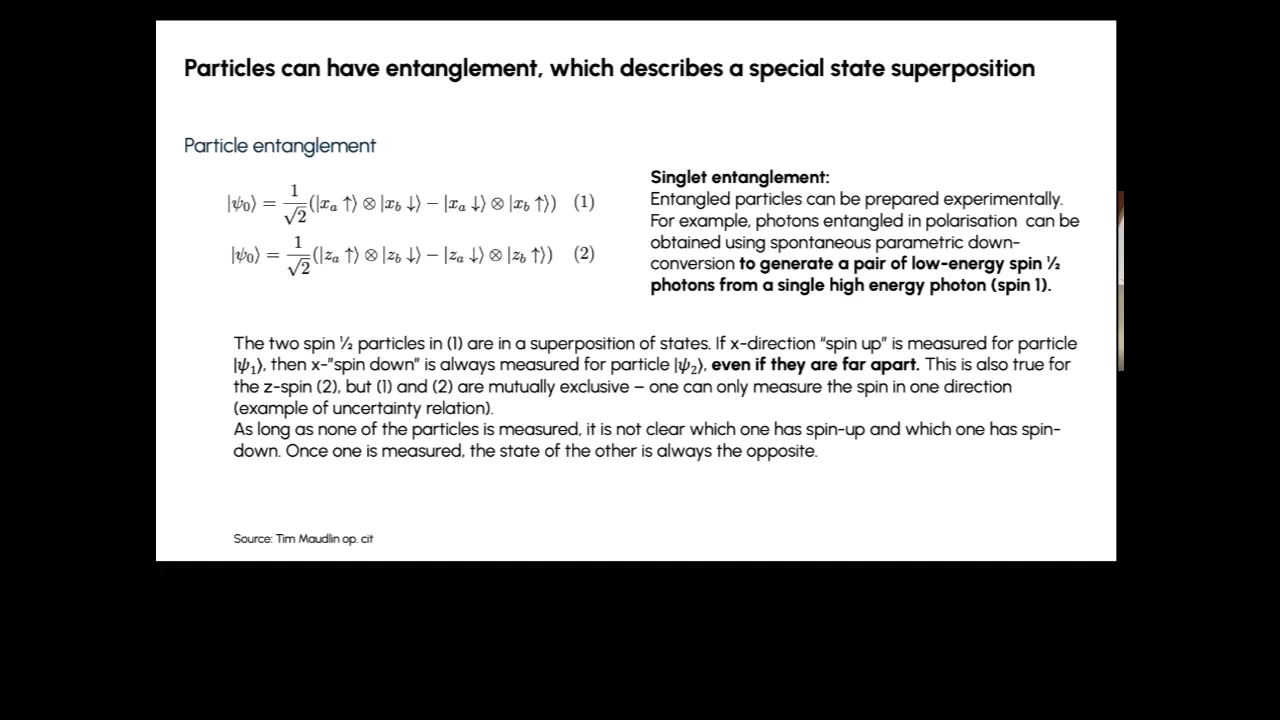 Particles can have entanglement, which describes a special state superposition
Particle entanglement
|ψ₀⟩ = 1/√2 (|xₐ ↑⟩ ⊗ |x_b ↓⟩ − |xₐ ↓⟩ ⊗ |x_b ↑⟩) (1)
|ψ₀⟩ = 1/√2 (|zₐ ↑⟩ ⊗ |z_b ↓⟩ − |zₐ ↓⟩ ⊗ |z_b ↑⟩) (2)
Singlet entanglement:
Entangled particles can be prepared experimentally.
For example, photons entangled in polarisation can be
obtained using spontaneous parametric down-
conversion to generate a pair of low-energy spin ½
photons from a single high energy photon (spin 1).
The two spin ½ particles in (1) are in a superposition of states. If x-direction “spin up” is measured for particle
|ψ₁⟩, then x-”spin down” is always measured for particle |ψ₂⟩, even if they are far apart. This is also true for
the z-spin (2), but (1) and (2) are mutually exclusive – one can only measure the spin in one direction
(example of uncertainty relation).
As long as none of the particles is measured, it is not clear which one has spin-up and which one has spin-
down. Once one is measured, the state of the other is always the opposite.
Source: Tim Maudlin op. cit